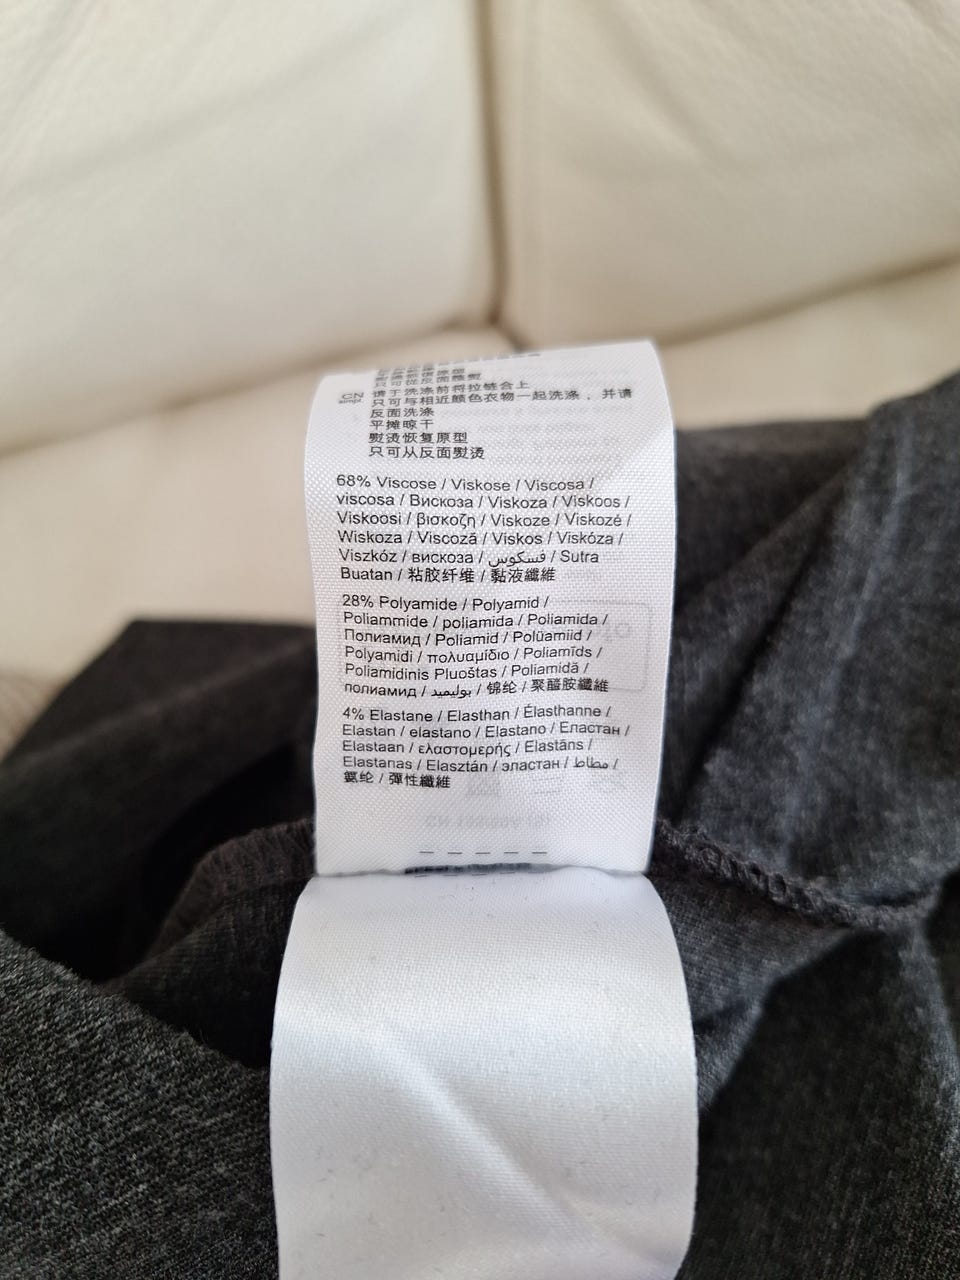 只可從反面熨燙
CN
simpl.
请于洗涤前将拉链合上
只可与相近颜色衣物一起洗涤，并请
反面洗涤
平摊晾干
熨烫恢复原型
只可从反面熨烫
68% Viscose / Viskose / Viscosa /
viscosa / Вискоза / Viskoza / Viskoos /
Viskoosi / βισκοζη / Viskoze / Viskozė /
Wiskoza / Viscoză / Viskos / Viskóza /
Viszkóz / вискоза / فسكوس / Sutra
Buatan / 粘胶纤维 / 黏液纖維
28% Polyamide / Polyamid /
Poliammide / poliamida / Poliamida /
Полиамид / Poliamid / Polüamiid /
Polyamidi / πολυαμίδιο / Poliamīds /
Poliamidinis Pluoštas / Poliamidă /
полиамид / بوليميد / 锦纶 / 聚醯胺纖維
4% Elastane / Elasthan / Élasthanne /
Elastan / elastano / Elastano / Еластан /
Elastaan / ελαστομερής / Elastāns /
Elastanas / Elasztán / эластан / مطاط /
氨纶 / 彈性纖維